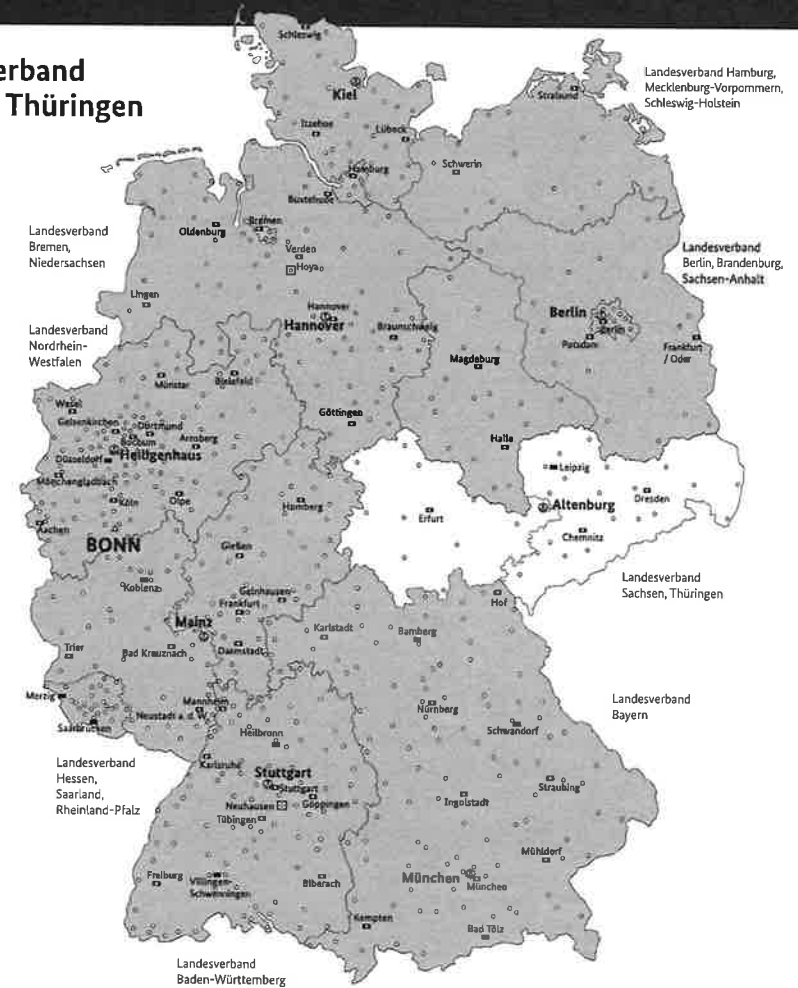 erband
Thüringen
Schleswig
Kiel
Itzehoe
Lübeck
Stralsund
Landesverband Hamburg,
Mecklenburg-Vorpommern,
Schleswig-Holstein
Schwerin
Hamburg
Buxtehude
Landesverband
Bremen,
Niedersachsen
Oldenburg
Bremen
Verden
Hoya
Landesverband
Berlin, Brandenburg,
Sachsen-Anhalt
Lingen
Hannover
Hannover
Braunschweig
Berlin
Berlin
Potsdam
Frankfurt
/ Oder
Landesverband
Nordrhein-
Westfalen
Magdeburg
Münster
Bielefeld
Wesel
Gelsenkirchen
Dortmund
Bochum
Arnsberg
Göttingen
Düsseldorf
Heiligenhaus
Halle
Leipzig
Mönchengladbach
Köln
Olpe
Homberg
Erfurt
Altenburg
Dresden
Aachen
BONN
Gießen
Chemnitz
Koblenz
Gelnhausen
Frankfurt
Hof
Landesverband
Sachsen, Thüringen
Mainz
Karlstadt
Bamberg
Trier
Bad Kreuznach
Darmstadt
Merzig
Mannheim
Neustadt a. d. W.
Nürnberg
Landesverband
Bayern
Saarbrücken
Heilbronn
Schwandorf
Landesverband
Hessen,
Saarland,
Rheinland-Pfalz
Karlsruhe
Stuttgart
Stuttgart
Neuhausen
Göppingen
Tübingen
Ingolstadt
Straubing
Mühldorf
Freiburg
Villingen-
Schwenningen
Biberach
München
München
Kempten
Bad Tölz
Landesverband
Baden-Württemberg